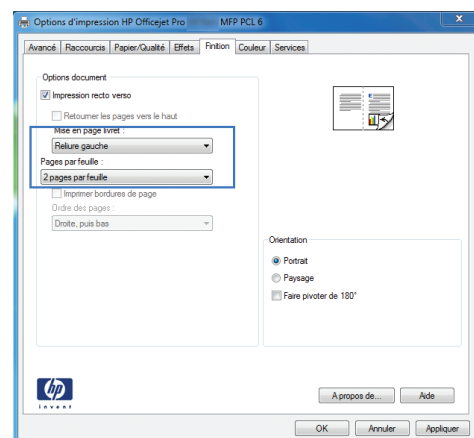 Options d'impression HP Officejet Pro MFP PCL 6
X
Avancé Raccourcis Papier/Qualité Effets Finition Couleur Services
Options document
Impression recto verso
Retourner les pages vers le haut
Mise en page livret :
Reliure gauche
Pages par feuille :
2 pages par feuille
Imprimer bordures de page
Ordre des pages :
Droite, puis bas
Orientation
Portrait
Paysage
Faire pivoter de 180°
hp
invent
A propos de... Aide
OK Annuler Appliquer